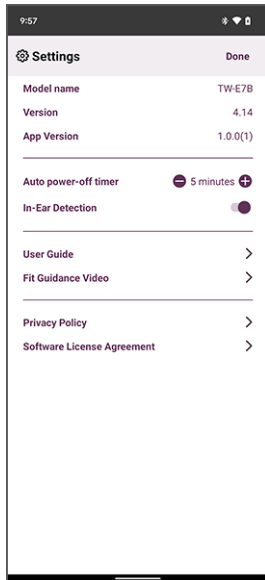 9:57
Settings Done
Model name TW-E7B
Version 4.14
App Version 1.0.0(1)
Auto power-off timer 5 minutes
In-Ear Detection
User Guide
Fit Guidance Video
Privacy Policy
Software License Agreement